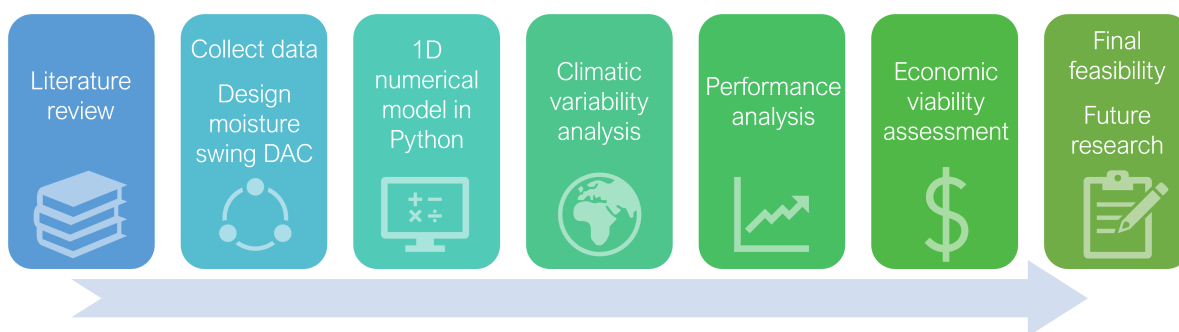 Literature
review
Collect data
Design
moisture
swing DAC
1D
numerical
model in
Python
Climatic
variability
analysis
Performance
analysis
Economic
viability
assessment
Final
feasibility
Future
research